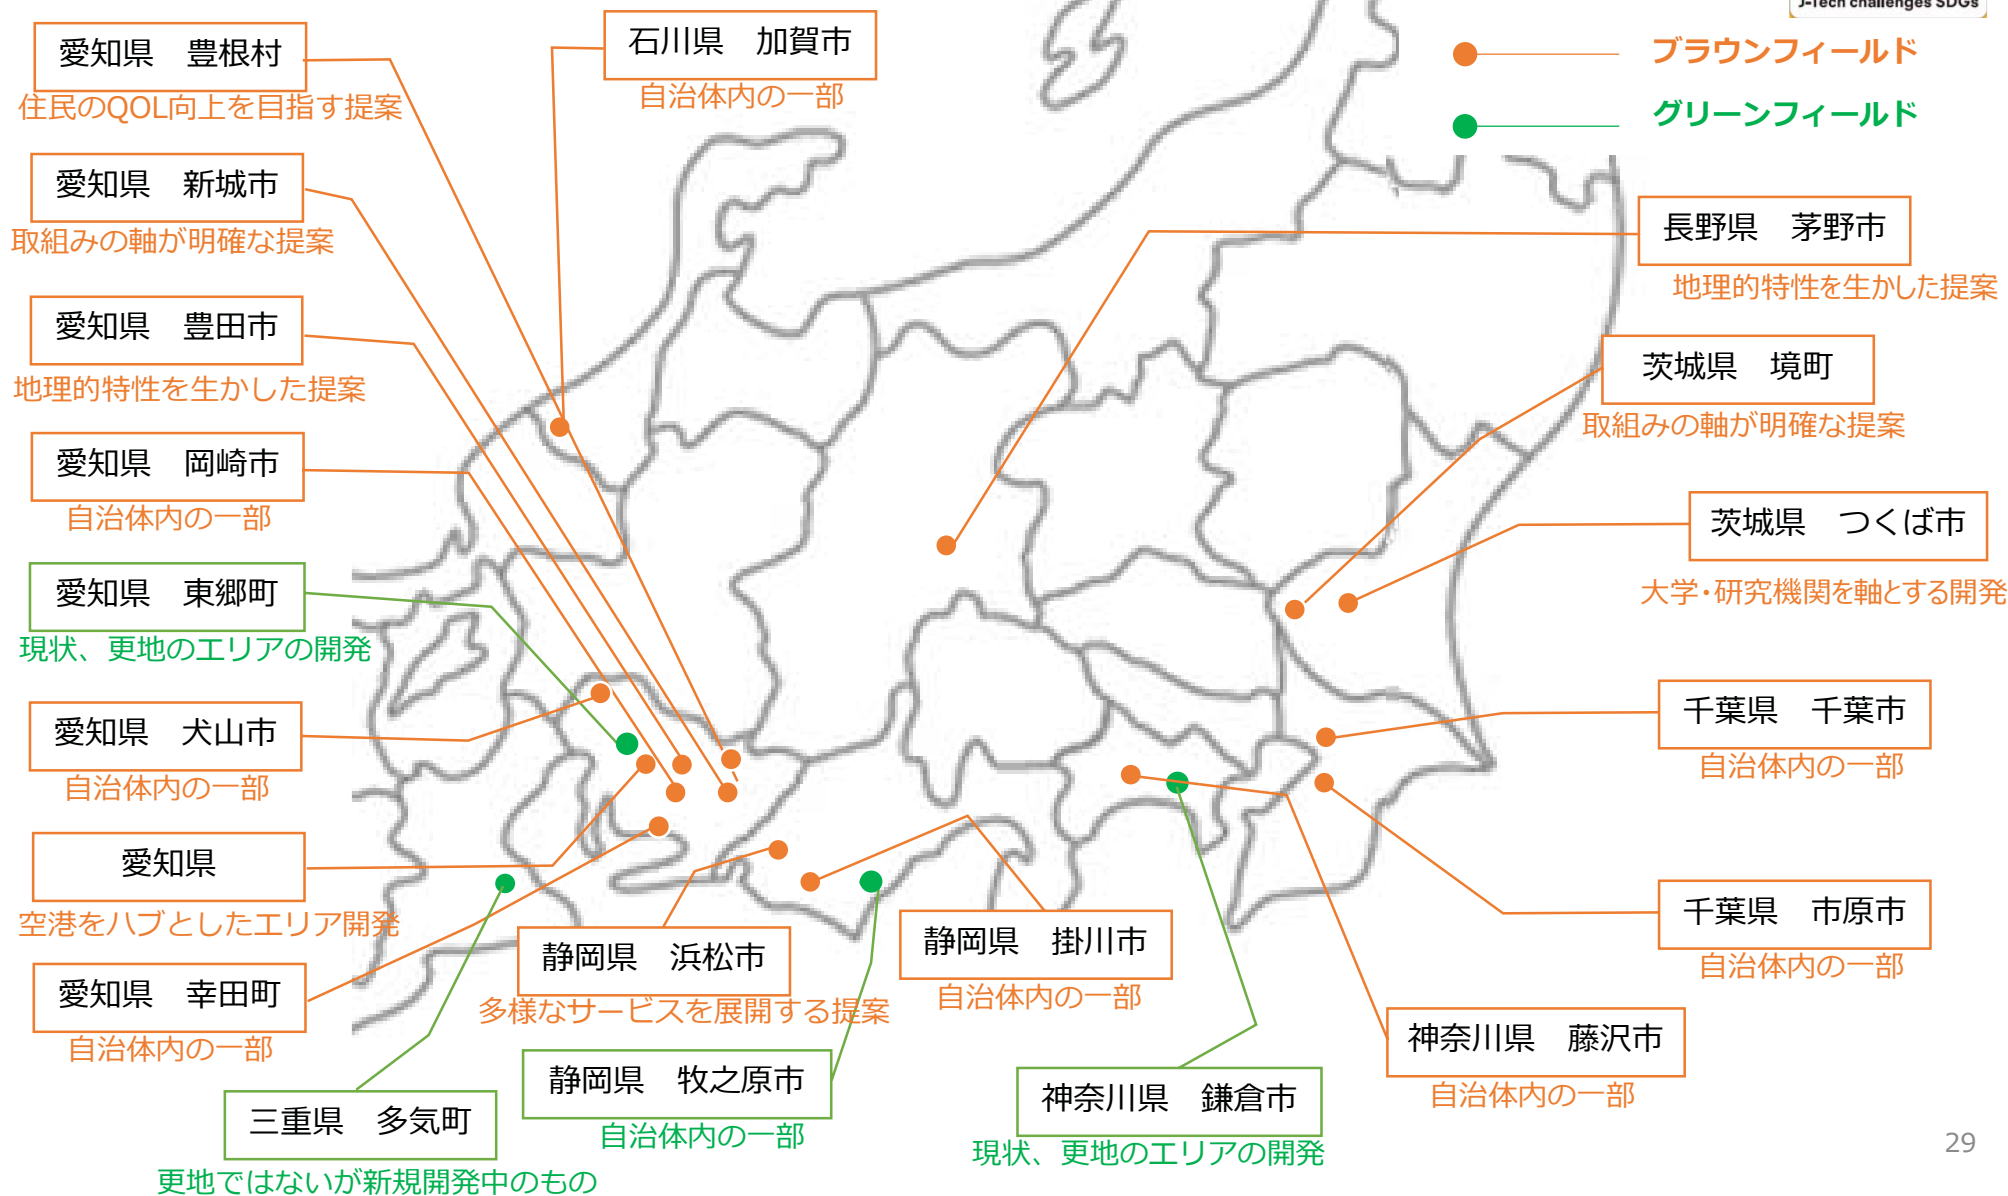 J-Tech challenges SDGs
ブラウンフィールド
グリーンフィールド
愛知県　豊根村
住民のQOL向上を目指す提案
石川県　加賀市
自治体内の一部
愛知県　新城市
取組みの軸が明確な提案
愛知県　豊田市
地理的特性を生かした提案
愛知県　岡崎市
自治体内の一部
愛知県　東郷町
現状、更地のエリアの開発
愛知県　犬山市
自治体内の一部
愛知県
空港をハブとしたエリア開発
愛知県　幸田町
自治体内の一部
三重県　多気町
更地ではないが新規開発中のもの
静岡県　浜松市
多様なサービスを展開する提案
静岡県　牧之原市
自治体内の一部
静岡県　掛川市
自治体内の一部
神奈川県　鎌倉市
現状、更地のエリアの開発
神奈川県　藤沢市
自治体内の一部
長野県　茅野市
地理的特性を生かした提案
茨城県　境町
取組みの軸が明確な提案
茨城県　つくば市
大学・研究機関を軸とする開発
千葉県　千葉市
自治体内の一部
千葉県　市原市
自治体内の一部
29